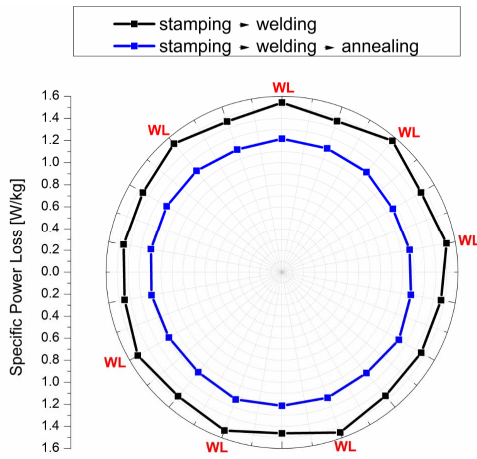 stamping ► welding
stamping ► welding ► annealing
WL
WL
WL
WL
WL
WL
WL
Specific Power Loss [W/kg]
1.6
1.4
1.2
1.0
0.8
0.6
0.4
0.2
0.0
0.2
0.4
0.6
0.8
1.0
1.2
1.4
1.6